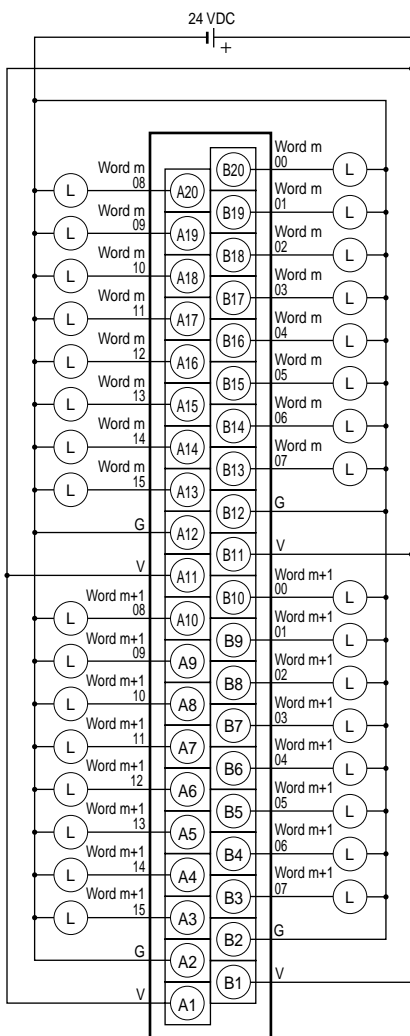 24 VDC
+
Word m
00
L
B20
Word m
08
L
A20
Word m
01
L
B19
Word m
09
L
A19
Word m
02
L
B18
Word m
10
L
A18
Word m
03
L
B17
Word m
11
L
A17
Word m
04
L
B16
Word m
12
L
A16
Word m
05
L
B15
Word m
13
L
A15
Word m
06
L
B14
Word m
14
L
A14
Word m
07
L
B13
Word m
15
L
A13
G
B12
G
A12
V
B11
V
A11
Word m+1
00
L
B10
Word m+1
08
L
A10
Word m+1
01
L
B9
Word m+1
09
L
A9
Word m+1
02
L
B8
Word m+1
10
L
A8
Word m+1
03
L
B7
Word m+1
11
L
A7
Word m+1
04
L
B6
Word m+1
12
L
A6
Word m+1
05
L
B5
Word m+1
13
L
A5
Word m+1
06
L
B4
Word m+1
14
L
A4
Word m+1
07
L
B3
Word m+1
15
L
A3
G
B2
G
A2
V
B1
V
A1